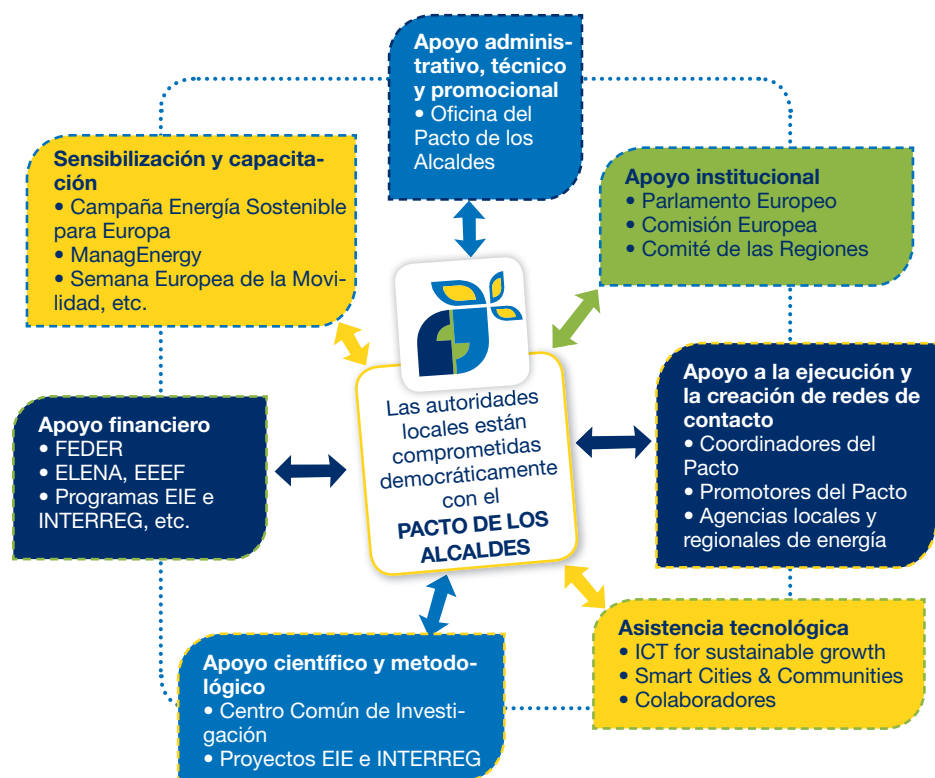 Apoyo adminis-
trativo, técnico
y promocional
• Oficina del
Pacto de los
Alcaldes
Sensibilización y capacita-
ción
• Campaña Energía Sostenible
para Europa
• ManagEnergy
• Semana Europea de la Movi-
lidad, etc.
Apoyo institucional
• Parlamento Europeo
• Comisión Europea
• Comité de las Regiones
Las autoridades
locales están
comprometidas
democráticamente
con el
PACTO DE LOS
ALCALDES
Apoyo financiero
• FEDER
• ELENA, EEEF
• Programas EIE e
INTERREG, etc.
Apoyo a la ejecución y
la creación de redes de
contacto
• Coordinadores del
Pacto
• Promotores del Pacto
• Agencias locales y
regionales de energía
Apoyo científico y metodo-
lógico
• Centro Común de Investi-
gación
• Proyectos EIE e INTERREG
Asistencia tecnológica
• ICT for sustainable growth
• Smart Cities & Communities
• Colaboradores